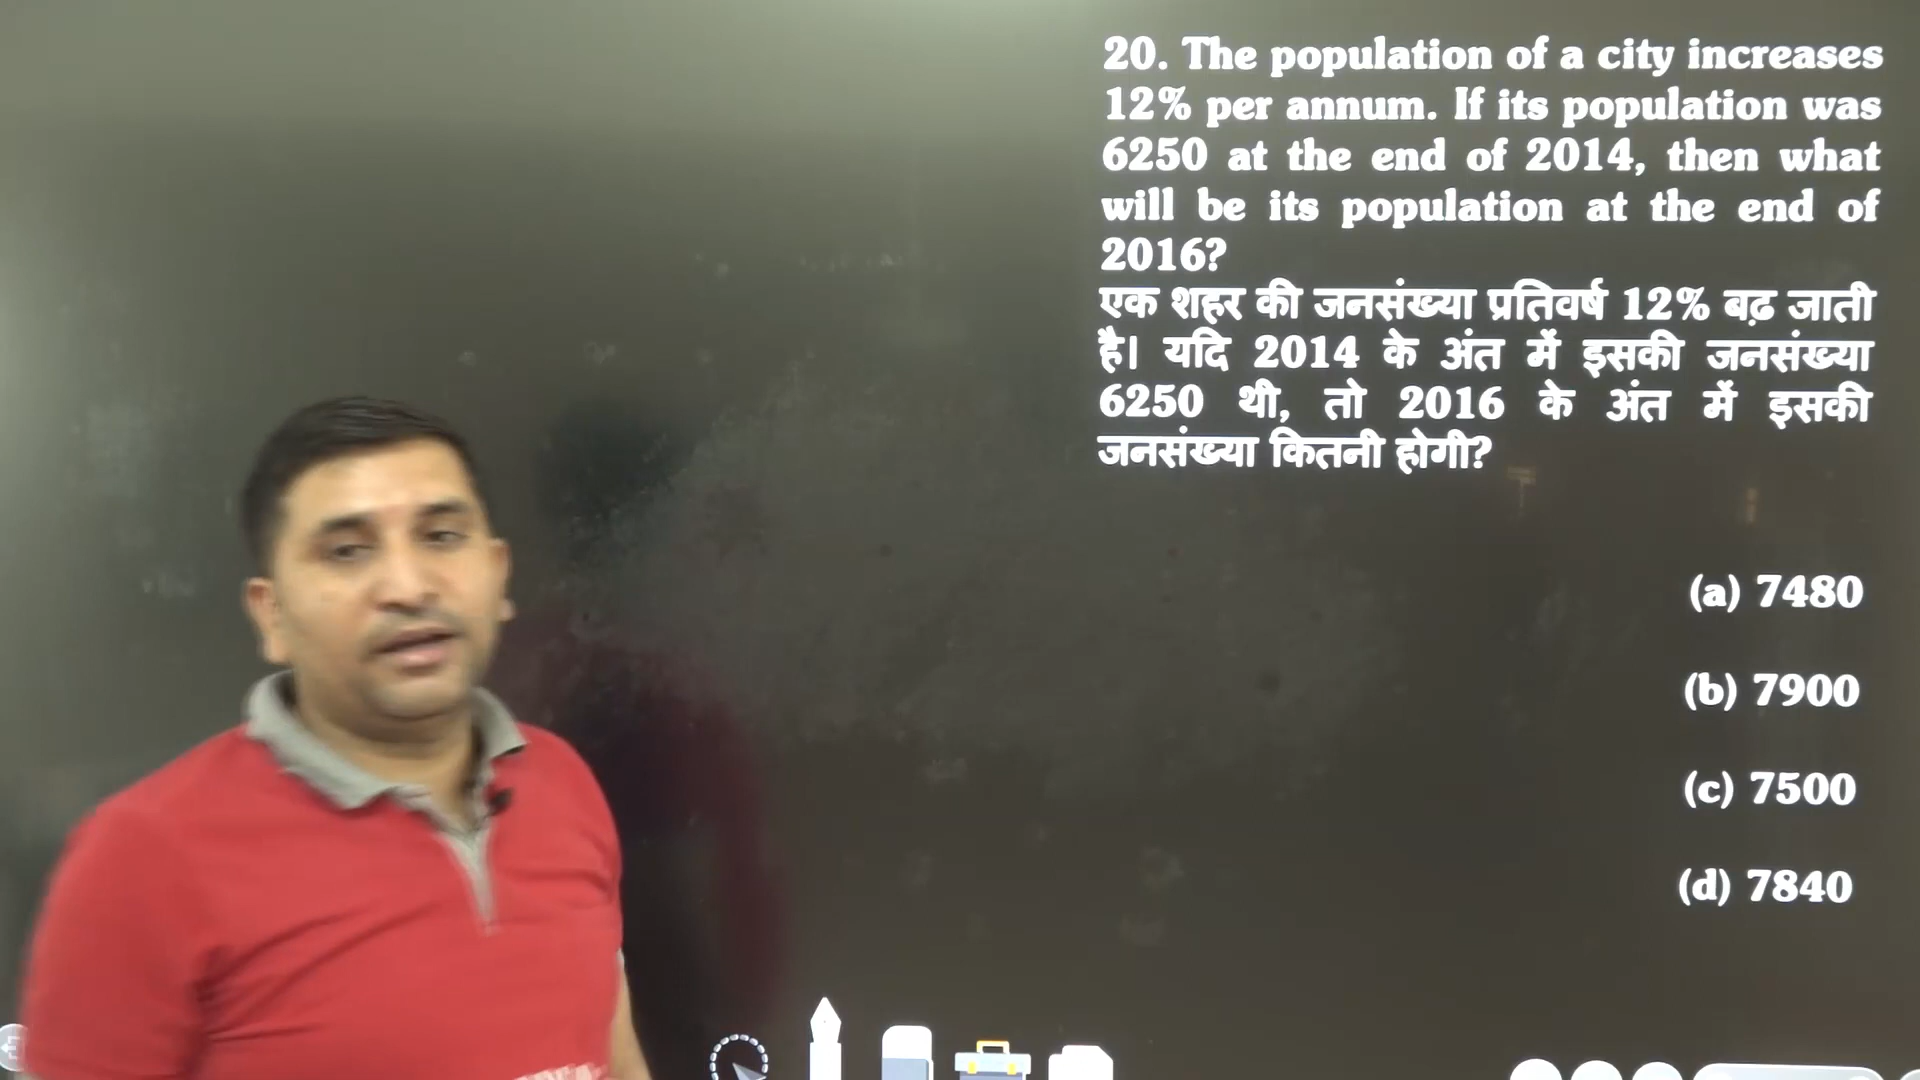 20. The population of a city increases
12% per annum. If its population was
6250 at the end of 2014, then what
will be its population at the end of
2016?
एक शहर की जनसंख्या प्रतिवर्ष 12% बढ़ जाती
है। यदि 2014 के अंत में इसकी जनसंख्या
6250 थी, तो 2016 के अंत में इसकी
जनसंख्या कितनी होगी?
(a) 7480
(b) 7900
(c) 7500
(d) 7840